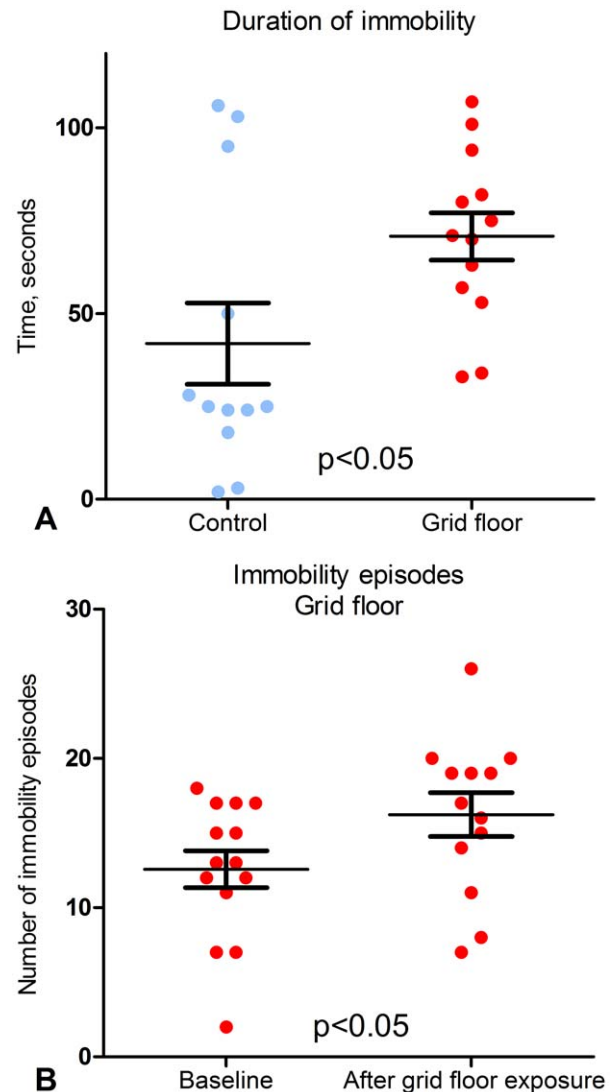 Duration of immobility
Time, seconds
100
50
0
p<0.05
A
Control
Grid floor
Immobility episodes
Grid floor
Number of immobility episodes
30
20
10
0
p<0.05
B
Baseline
After grid floor exposure